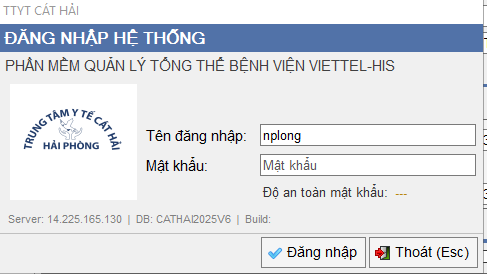 TTYT CÁT HẢI
ĐĂNG NHẬP HỆ THỐNG
PHẦN MỀM QUẢN LÝ TỔNG THỂ BỆNH VIỆN VIETTEL-HIS
TRUNG TÂM Y TẾ CÁT HẢI
HẢI PHÒNG
Tên đăng nhập: nplong
Mật khẩu: Mật khẩu
Độ an toàn mật khẩu: ---
Server: 14.225.165.130 | DB: CATHAI2025V6 | Build:
Đăng nhập Thoát (Esc)